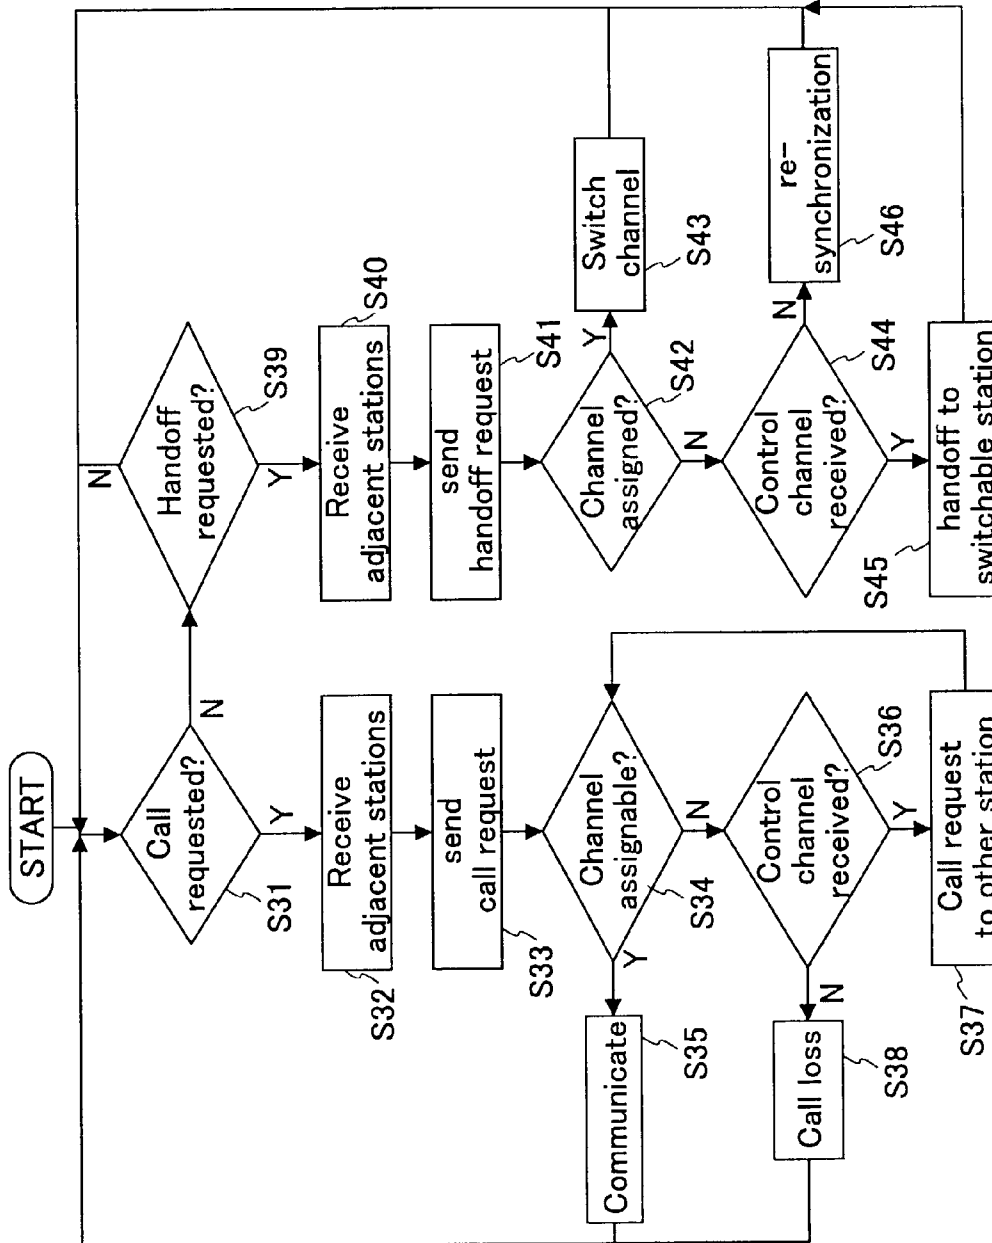 START
Call
requested?
S31
Y
N
Receive
adjacent stations
S32
send
call request
S33
Channel
assignable?
S34
Y
N
Communicate
S35
Control
channel
received?
S36
N
Y
Call loss
S38
Call request
to other station
S37
Handoff
requested?
S39
N
Y
Receive
adjacent stations
S40
send
handoff request
S41
Channel
assigned?
S42
Y
N
Switch
channel
S43
Control
channel
received?
S44
N
Y
re-
synchronization
S46
handoff to
switchable station
S45